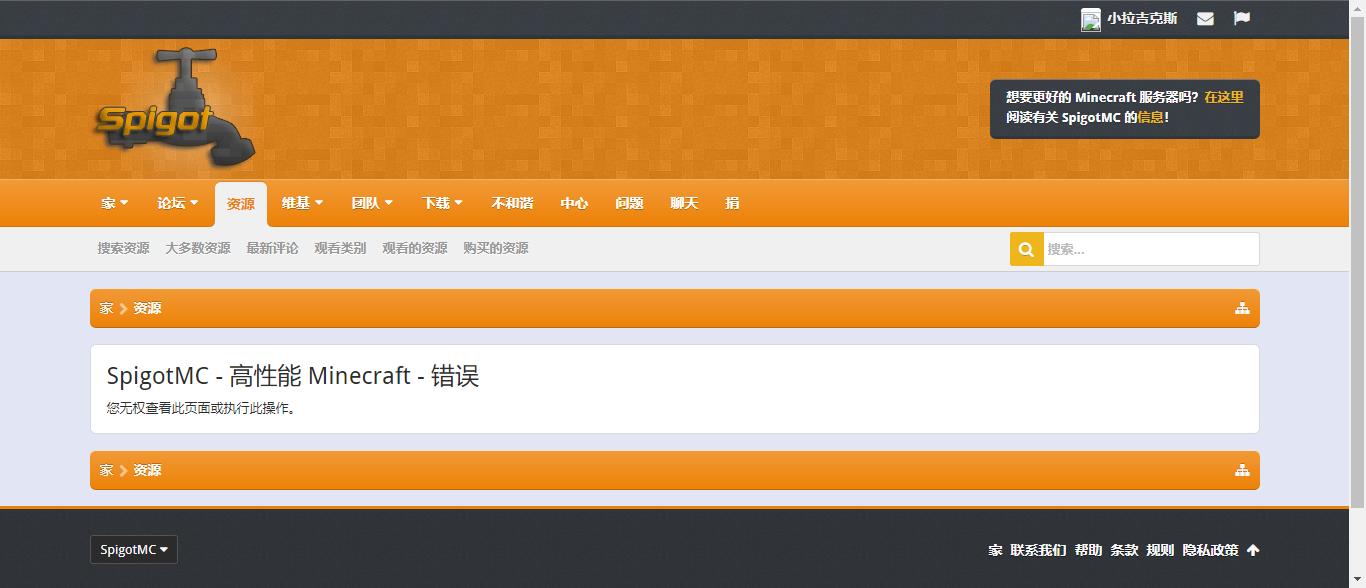 小拉吉克斯
Spigot
想要更好的 Minecraft 服务器吗？在这里
阅读有关 SpigotMC 的信息！
家 论坛 资源 维基 团队 下载 不和谐 中心 问题 聊天 捐
搜索资源 大多数资源 最新评论 观看类别 观看的资源 购买的资源 搜索...
家 资源
SpigotMC - 高性能 Minecraft - 错误
您无权查看此页面或执行此操作。
家 资源
SpigotMC 家 联系我们 帮助 条款 规则 隐私政策